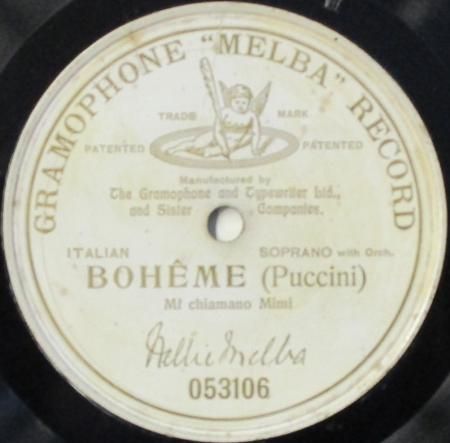 GRAMOPHONE "MELBA" RECORD
TRADE MARK
PATENTED PATENTED
Manufactured by
The Gramophone and Typewriter Ltd.,
and Sister Companies.
ITALIAN SOPRANO with Orch.
BOHÊME (Puccini)
Mi chiamano Mimi
Nellie Melba
053106